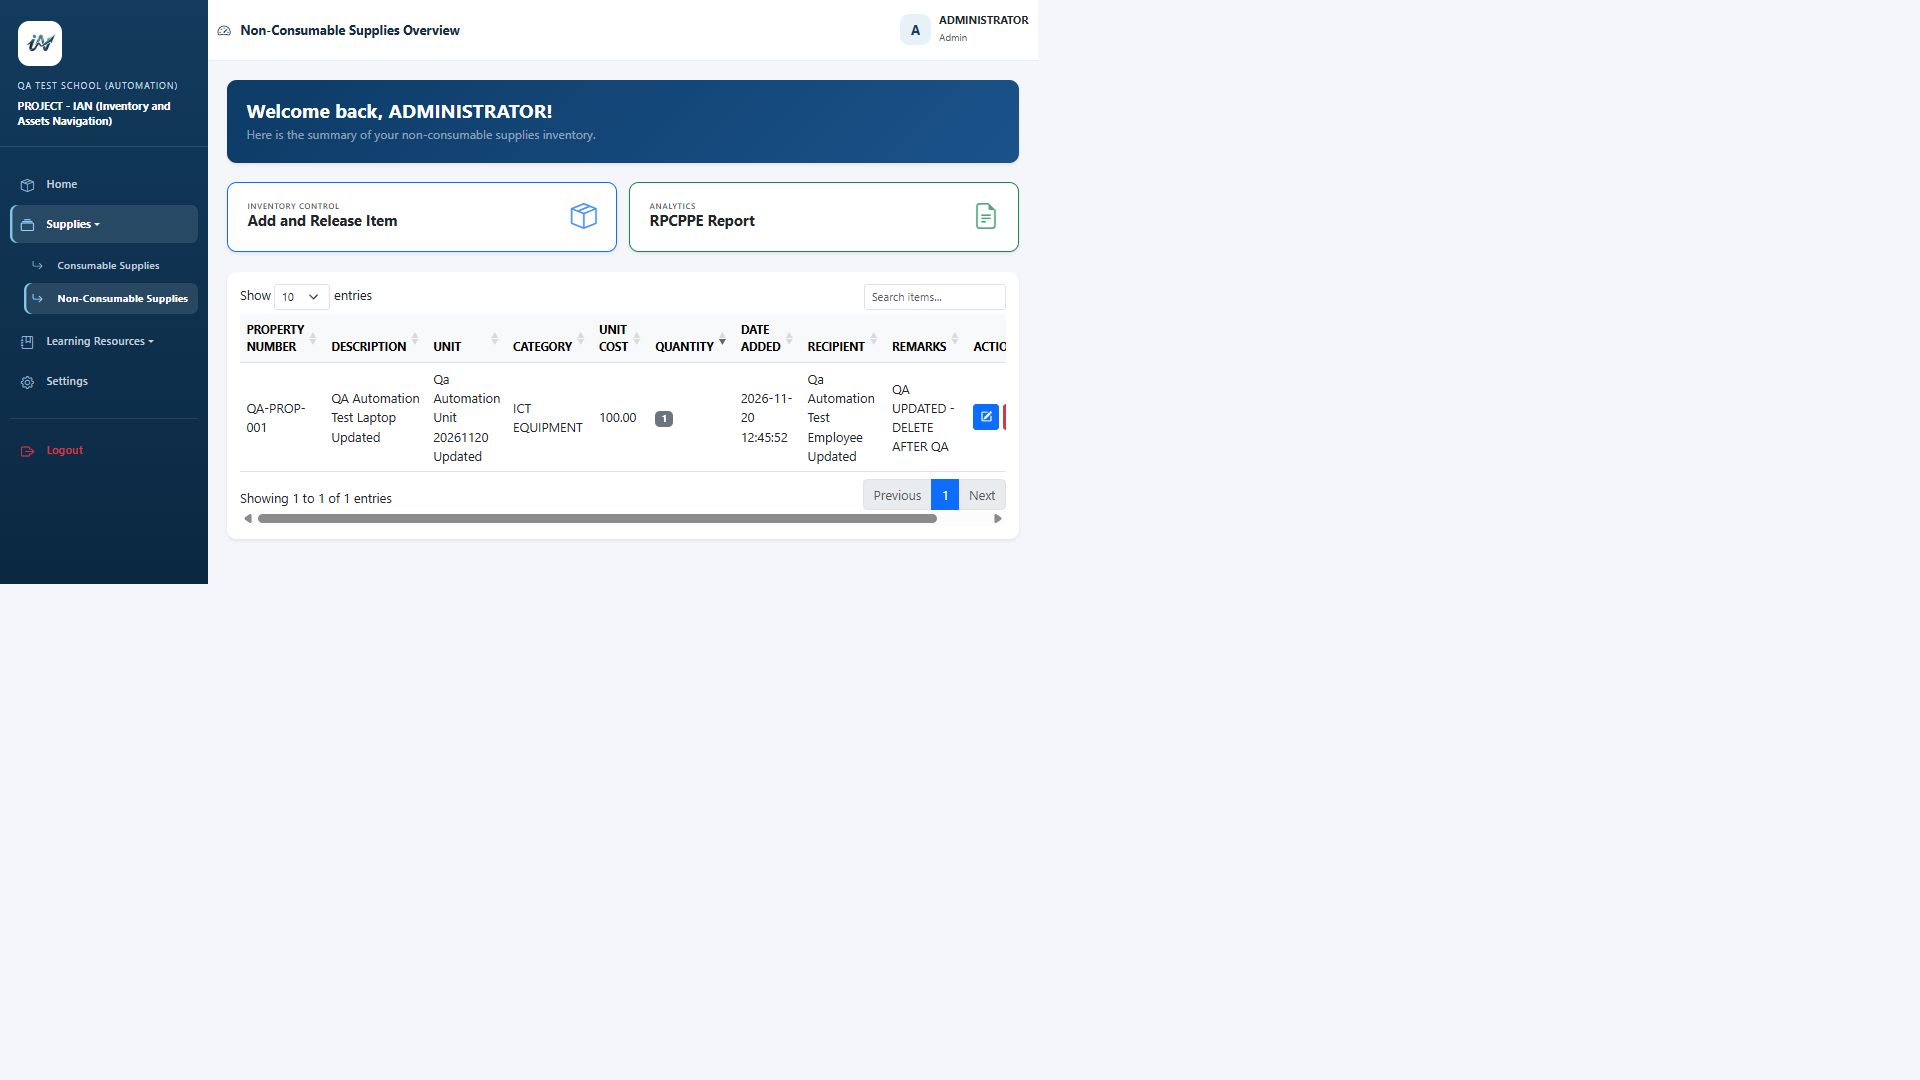 iAN
QA TEST SCHOOL (AUTOMATION)
PROJECT - IAN (Inventory and
Assets Navigation)
Home
Supplies
Consumable Supplies
Non-Consumable Supplies
Learning Resources
Settings
Logout
Non-Consumable Supplies Overview
A
ADMINISTRATOR
Admin
Welcome back, ADMINISTRATOR!
Here is the summary of your non-consumable supplies inventory.
INVENTORY CONTROL
Add and Release Item
ANALYTICS
RPCPPE Report
Show 10 entries
Search items...
PROPERTY NUMBER DESCRIPTION UNIT CATEGORY UNIT COST QUANTITY DATE ADDED RECIPIENT REMARKS ACTIO
QA-PROP-
001
QA Automation
Test Laptop
Updated
Qa
Automation
Unit
20261120
Updated
ICT
EQUIPMENT
100.00
1
2026-11-
20
12:45:52
Qa
Automation
Test
Employee
Updated
QA
UPDATED -
DELETE
AFTER QA
Showing 1 to 1 of 1 entries
Previous 1 Next